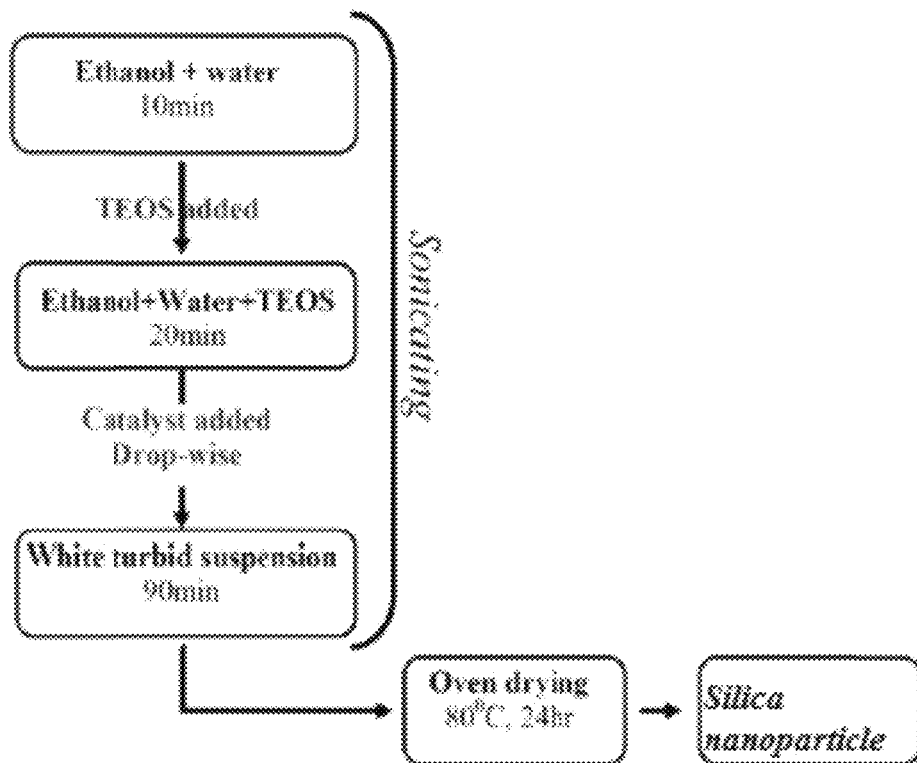 Ethanol + water
10min
TEOS added
Ethanol+Water+TEOS
20min
Catalyst added
Drop-wise
White turbid suspension
90min
Sonicating
Oven drying
80⁰C, 24hr
Silica
nanoparticle